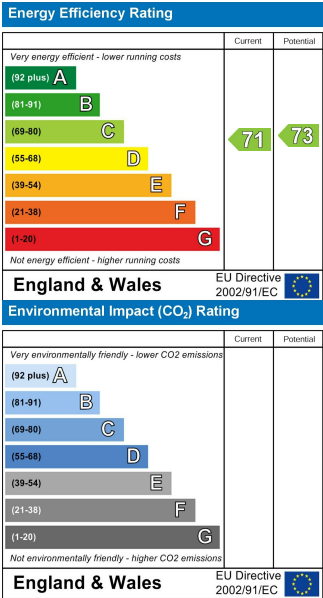 Energy Efficiency Rating
Current Potential
Very energy efficient - lower running costs
(92 plus) A
(81-91) B
(69-80) C
71 73
(55-68) D
(39-54) E
(21-38) F
(1-20) G
Not energy efficient - higher running costs
England & Wales
EU Directive
2002/91/EC
Environmental Impact (CO₂) Rating
Current Potential
Very environmentally friendly - lower CO2 emissions
(92 plus) A
(81-91) B
(69-80) C
(55-68) D
(39-54) E
(21-38) F
(1-20) G
Not environmentally friendly - higher CO2 emissions
England & Wales
EU Directive
2002/91/EC